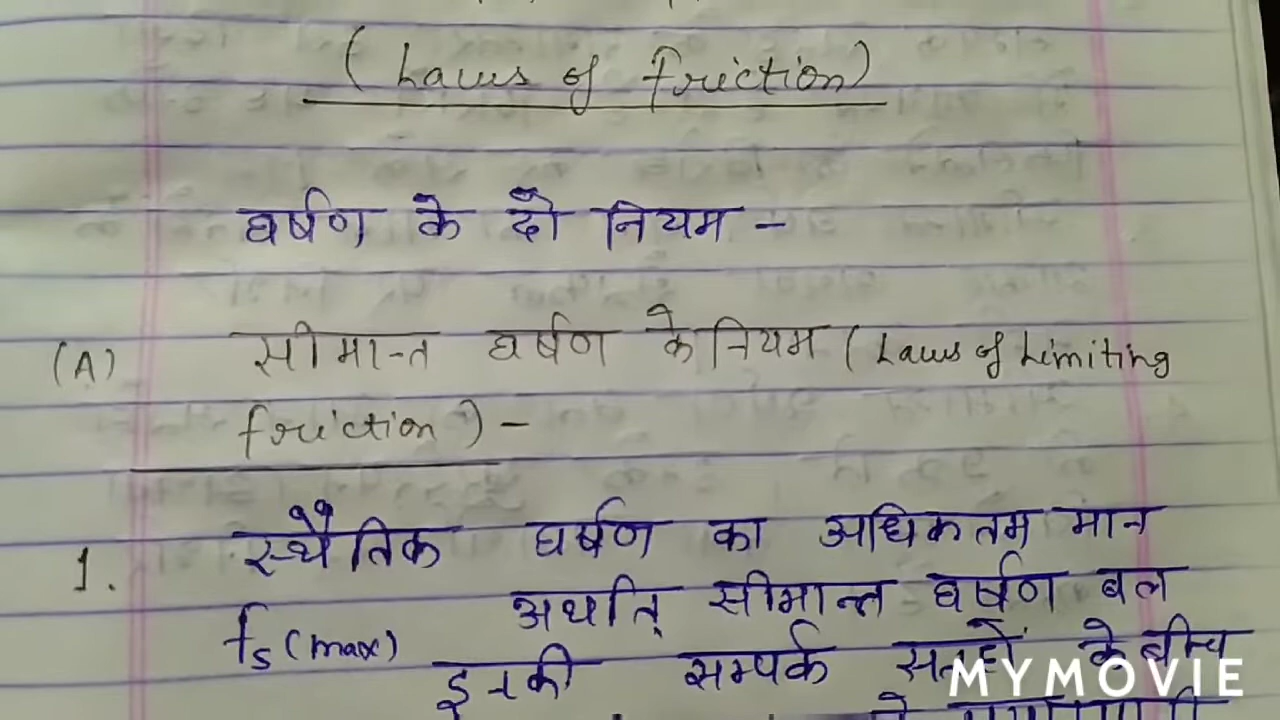 (Laws of friction)
घर्षण के दो नियम -
(A) सीमान्त घर्षण के नियम (Laws of Limiting
friction) -
1. स्थैतिक घर्षण का अधिकतम मान
fs (max) अर्थात् सीमान्त घर्षण बल
इनकी सम्पर्क सतहों के बीच
MYMOVIE